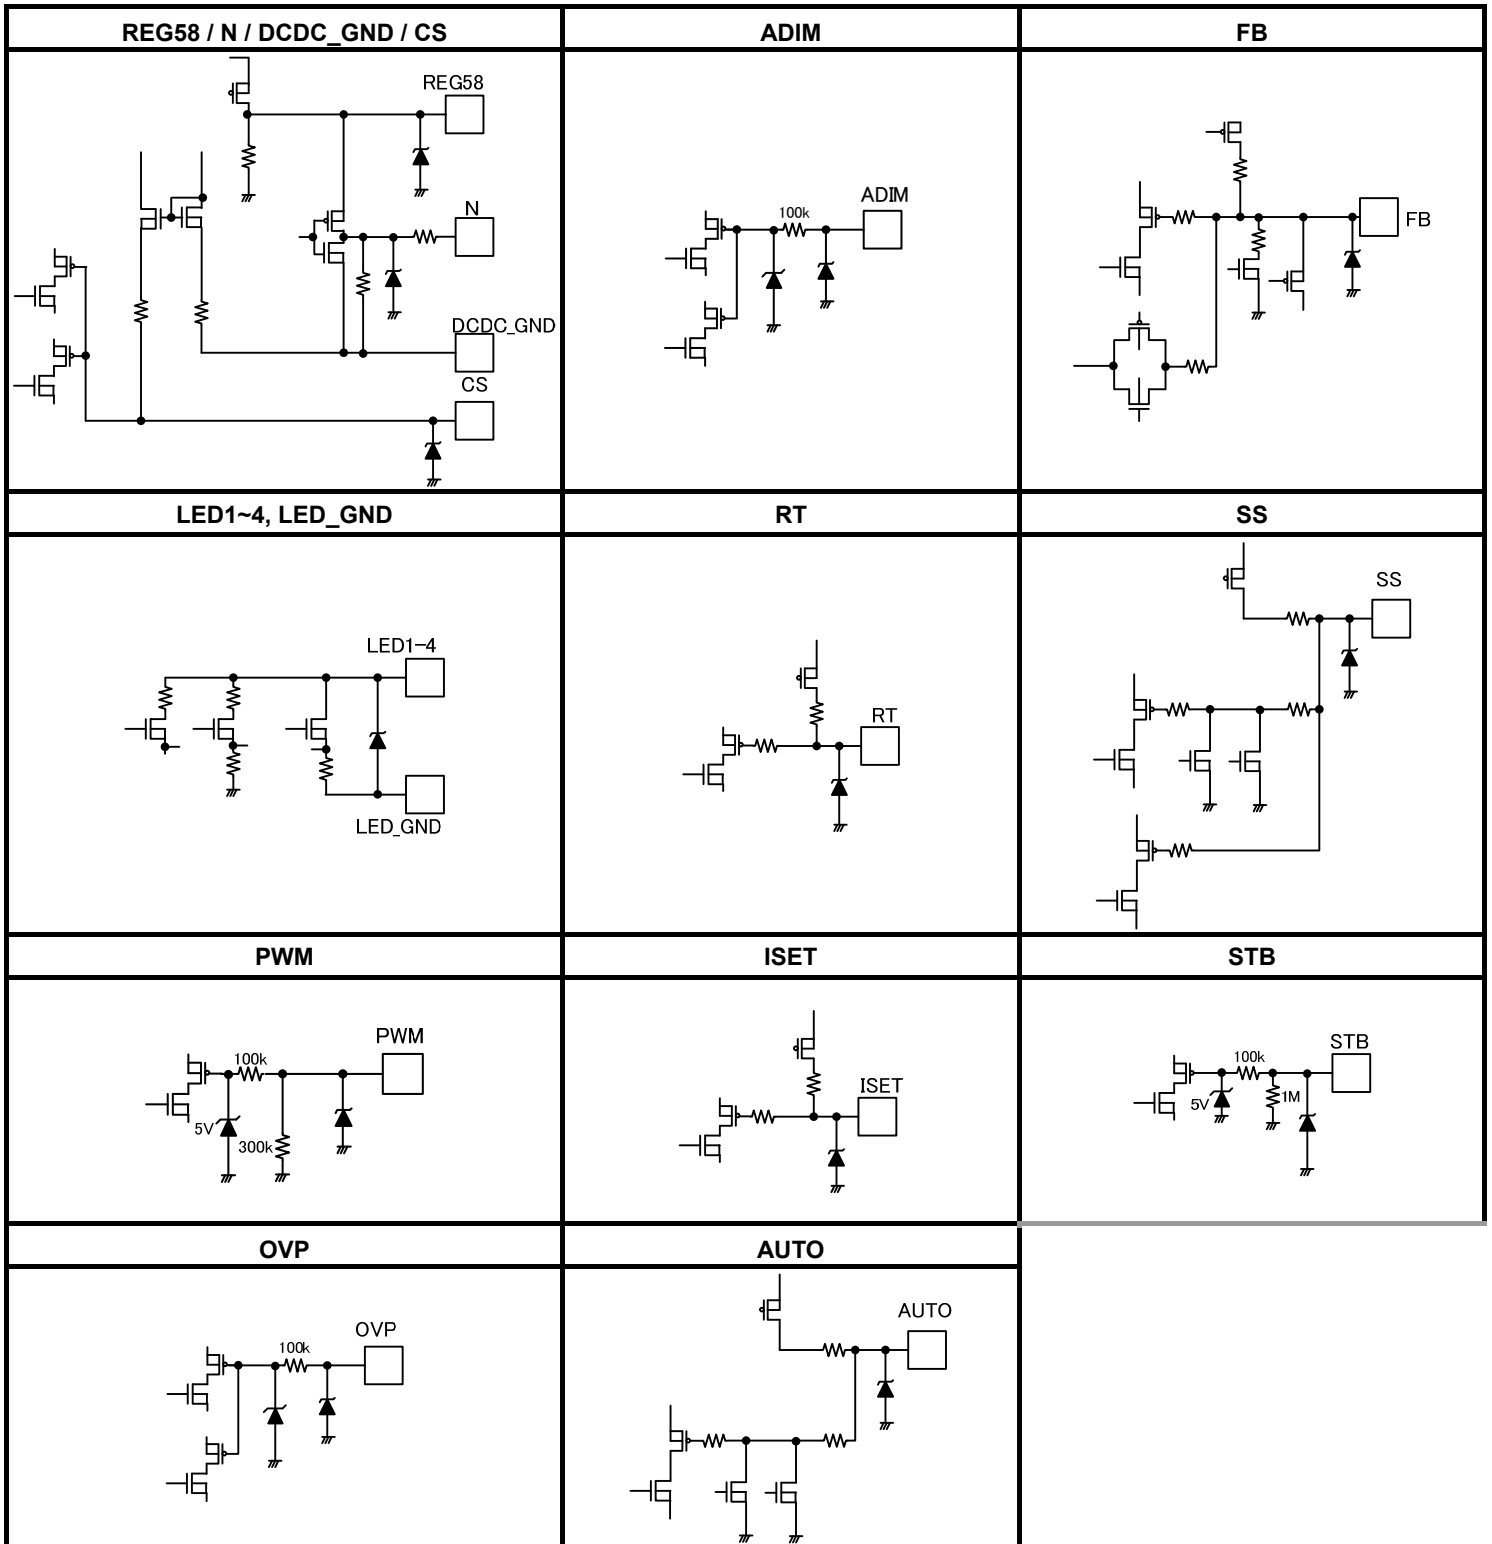 REG58 / N / DCDC_GND / CS
ADIM
FB
REG58
N
DCDC_GND
CS
ADIM
100k
FB
LED1~4, LED_GND
RT
SS
LED1-4
LED_GND
RT
SS
PWM
ISET
STB
PWM
100k
5V
300k
ISET
STB
100k
1M
5V
OVP
AUTO
OVP
100k
AUTO